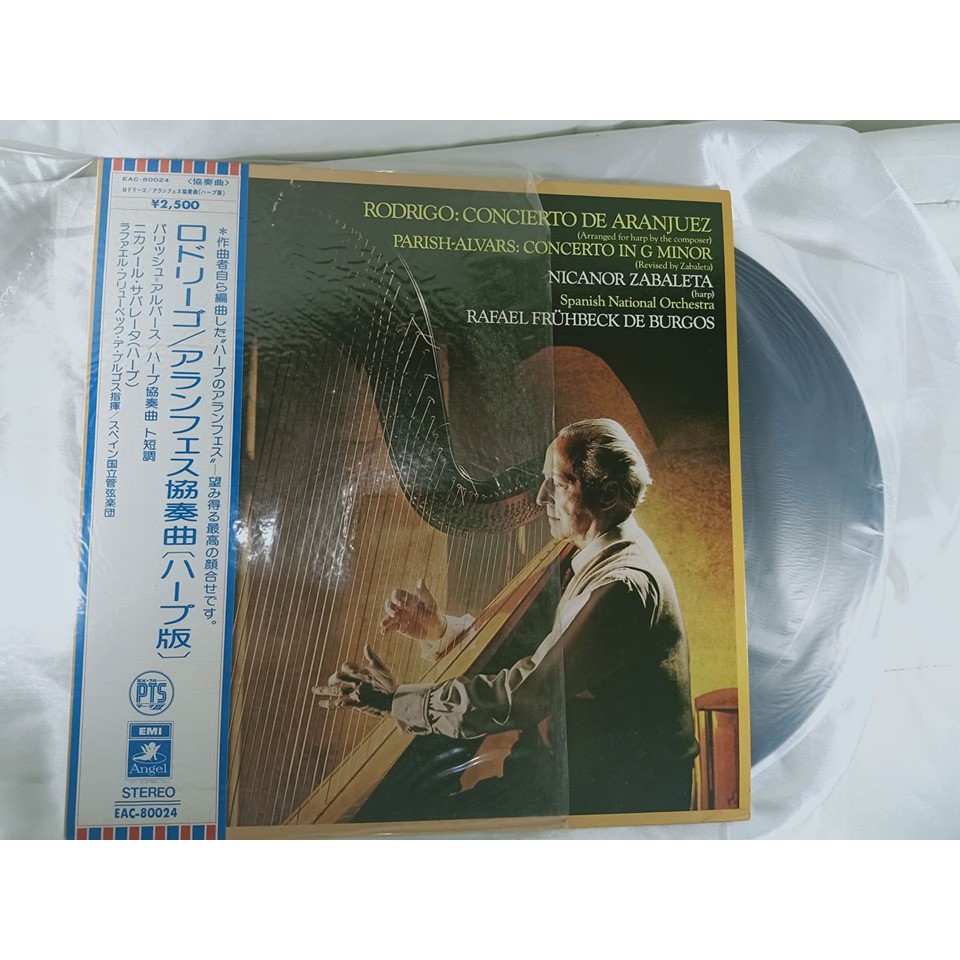 EAC-80024 〈協奏曲〉
ロドリーゴ/アランフェス協奏曲(ハープ版)
¥2,500
*作曲者自ら編曲した“ハープのアランフェス”―望み得る最高の顔合せです。
ロドリーゴ/アランフェス協奏曲〔ハープ版〕
パリッシュ=アルバース/ハープ協奏曲 ト短調
ニカノール・サバレータ(ハープ)
ラファエル・フリューベック・デ・ブルゴス指揮/スペイン国立管弦楽団
SX-74
PTS
EMI
Angel
STEREO
EAC-80024
RODRIGO: CONCIERTO DE ARANJUEZ
(Arranged for harp by the composer)
PARISH-ALVARS: CONCERTO IN G MINOR
(Revised by Zabaleta)
NICANOR ZABALETA
(harp)
Spanish National Orchestra
RAFAEL FRÜHBECK DE BURGOS